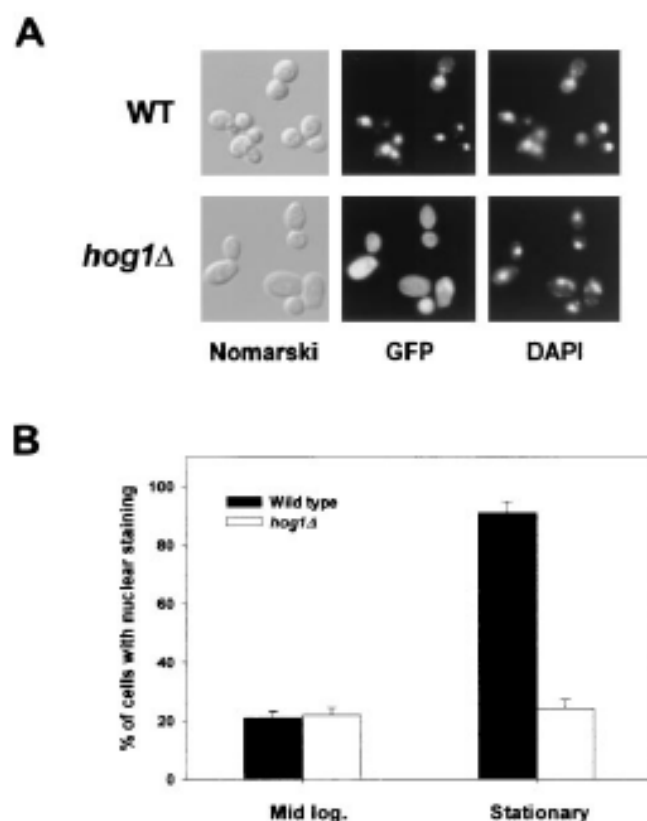 A
WT
hog1Δ
Nomarski GFP DAPI
B
% of cells with nuclear staining
100
80
60
40
20
0
Wild type
hog1Δ
Mid log. Stationary